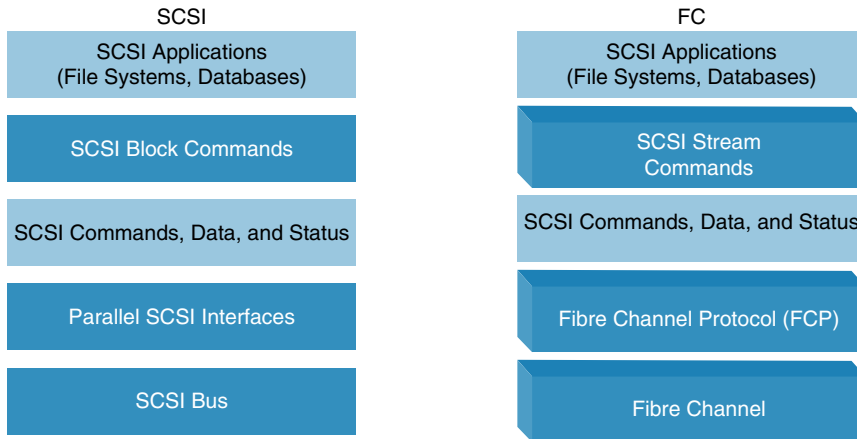 SCSI
SCSI Applications
(File Systems, Databases)
SCSI Block Commands
SCSI Commands, Data, and Status
Parallel SCSI Interfaces
SCSI Bus
FC
SCSI Applications
(File Systems, Databases)
SCSI Stream
Commands
SCSI Commands, Data, and Status
Fibre Channel Protocol (FCP)
Fibre Channel